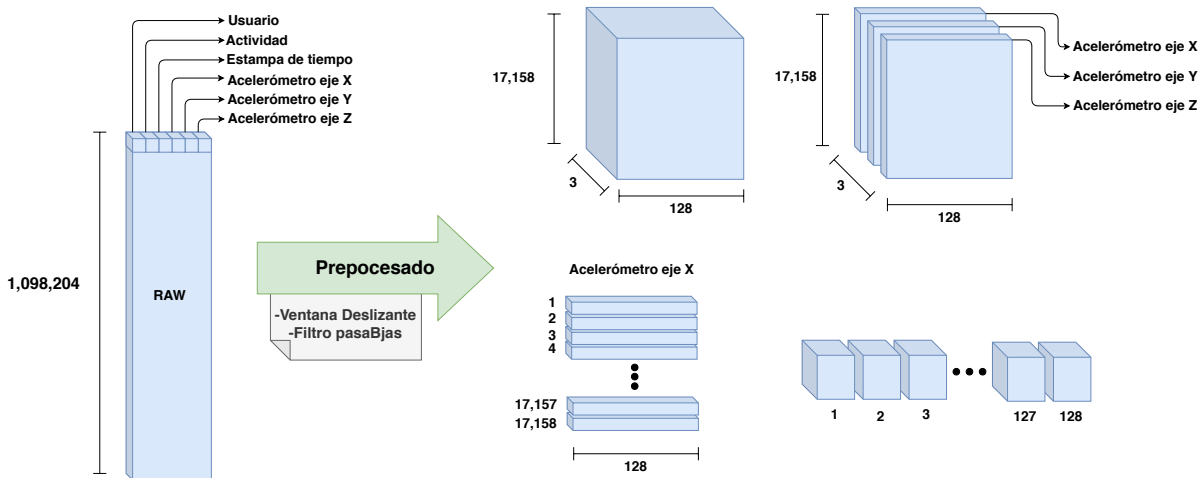 Usuario
Actividad
Estampa de tiempo
Acelerómetro eje X
Acelerómetro eje Y
Acelerómetro eje Z
1,098,204
RAW
Prepocesado
-Ventana Deslizante
-Filtro pasaBjas
17,158
3
128
17,158
3
128
Acelerómetro eje X
Acelerómetro eje Y
Acelerómetro eje Z
Acelerómetro eje X
1
2
3
4
17,157
17,158
128
1
2
3
127
128